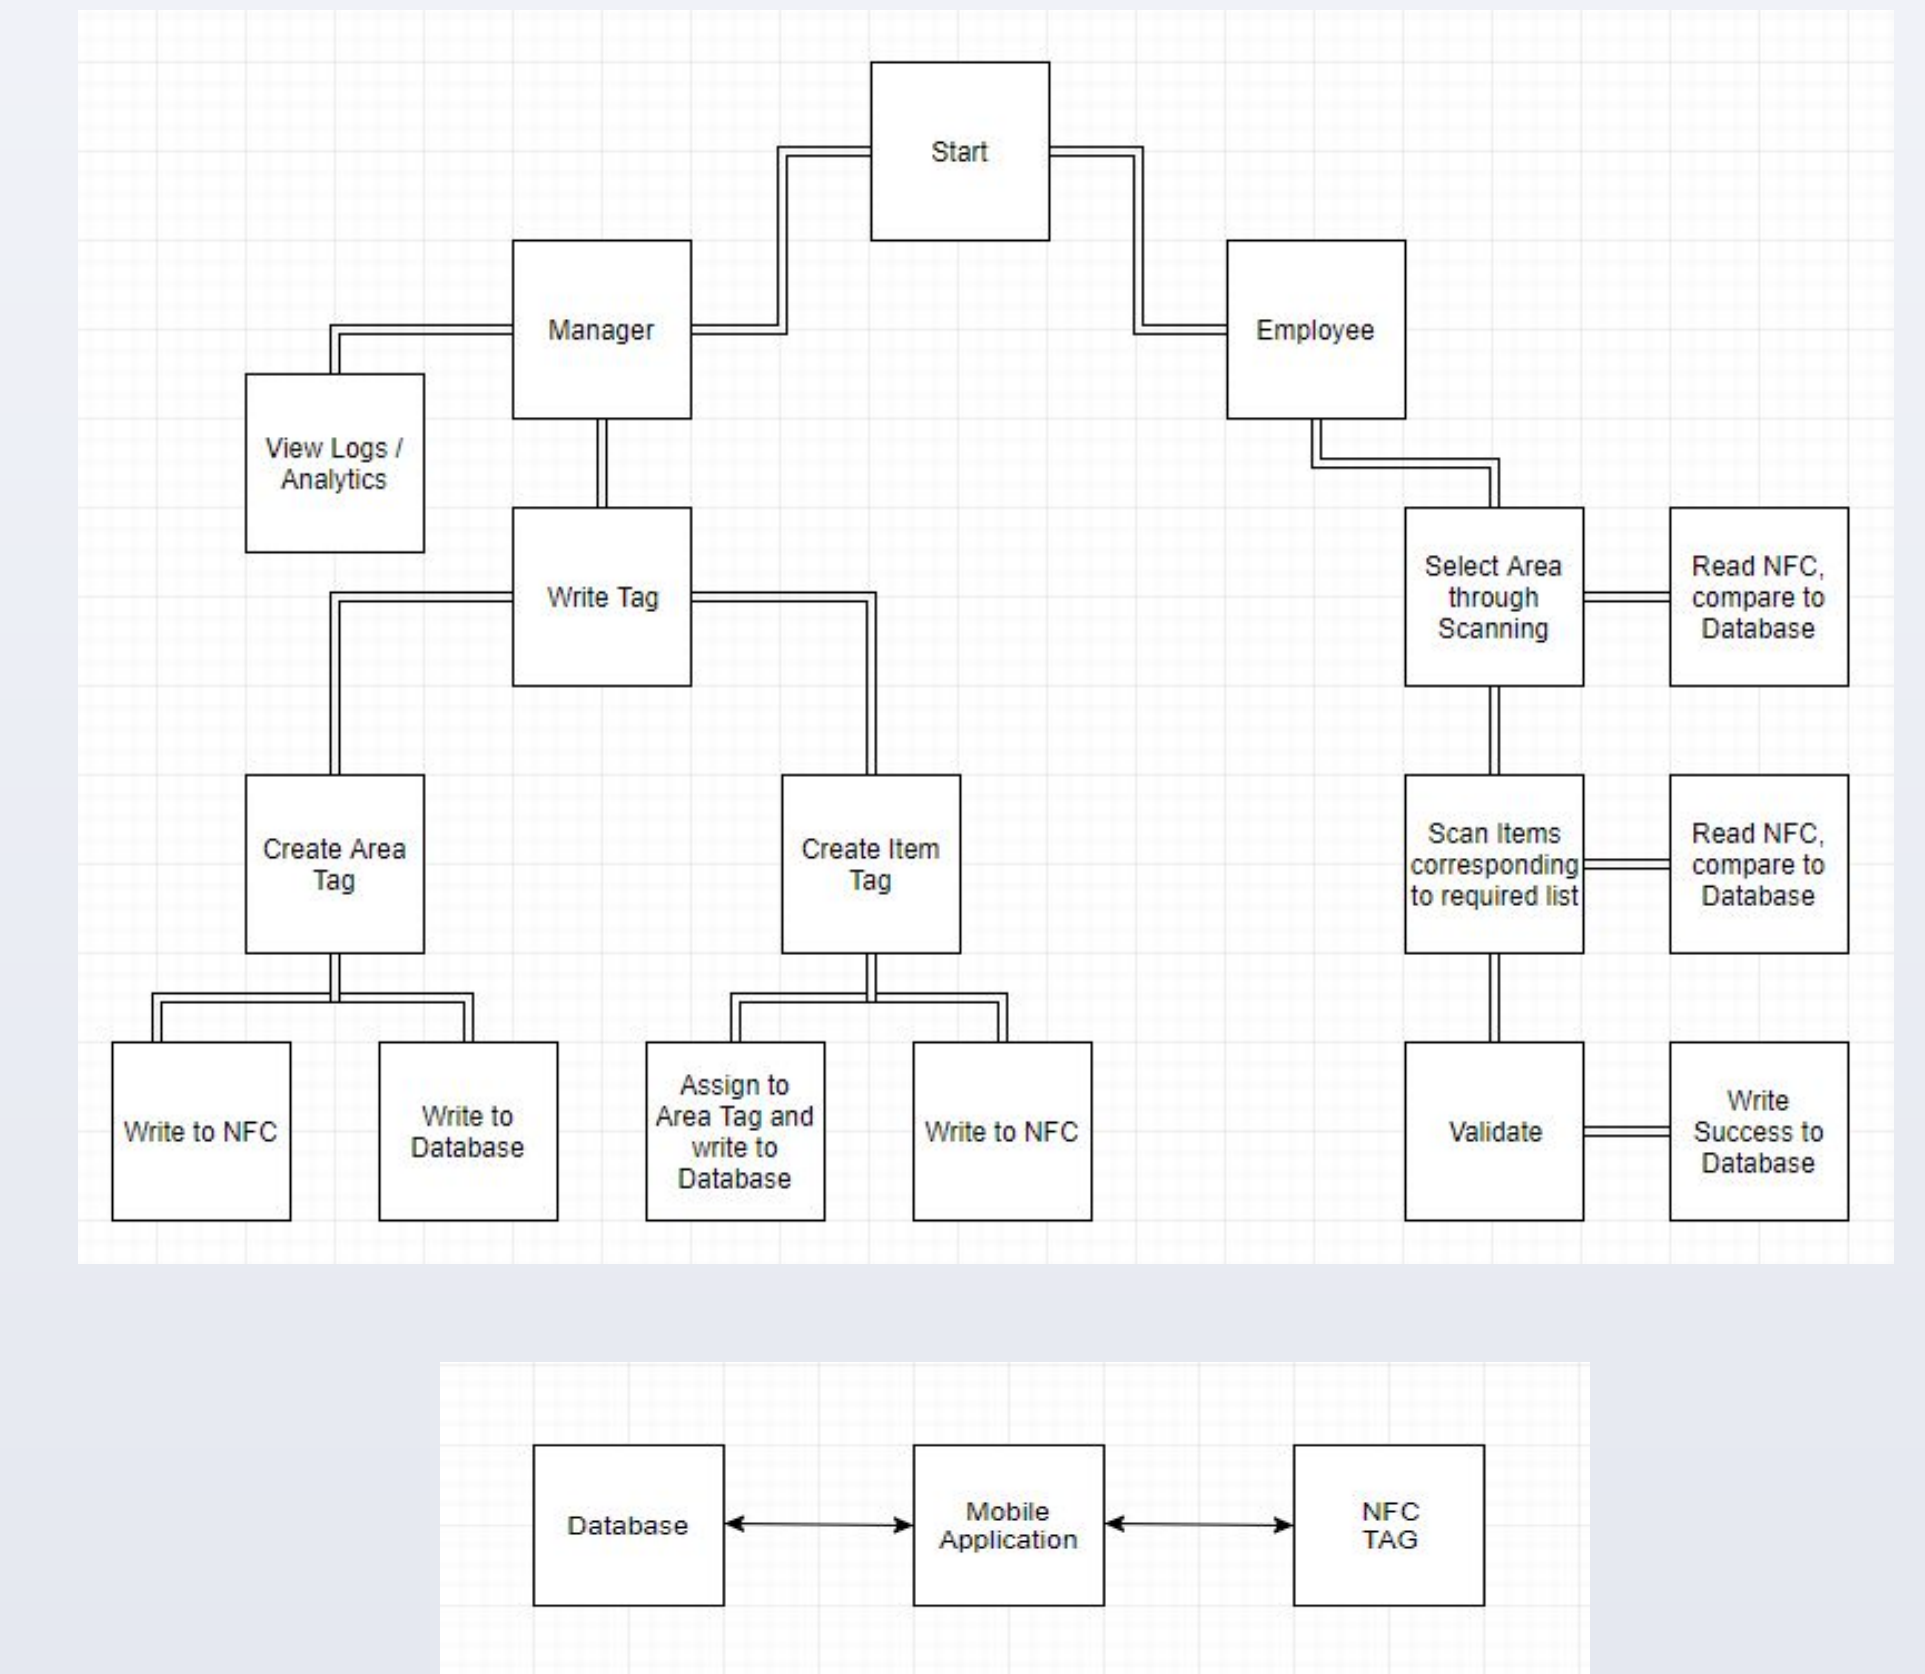 Start
Manager
Employee
View Logs /
Analytics
Write Tag
Select Area
through
Scanning
Read NFC,
compare to
Database
Create Area
Tag
Create Item
Tag
Scan Items
corresponding
to required list
Read NFC,
compare to
Database
Write to NFC
Write to
Database
Assign to
Area Tag and
write to
Database
Write to NFC
Validate
Write
Success to
Database
Database
Mobile
Application
NFC
TAG